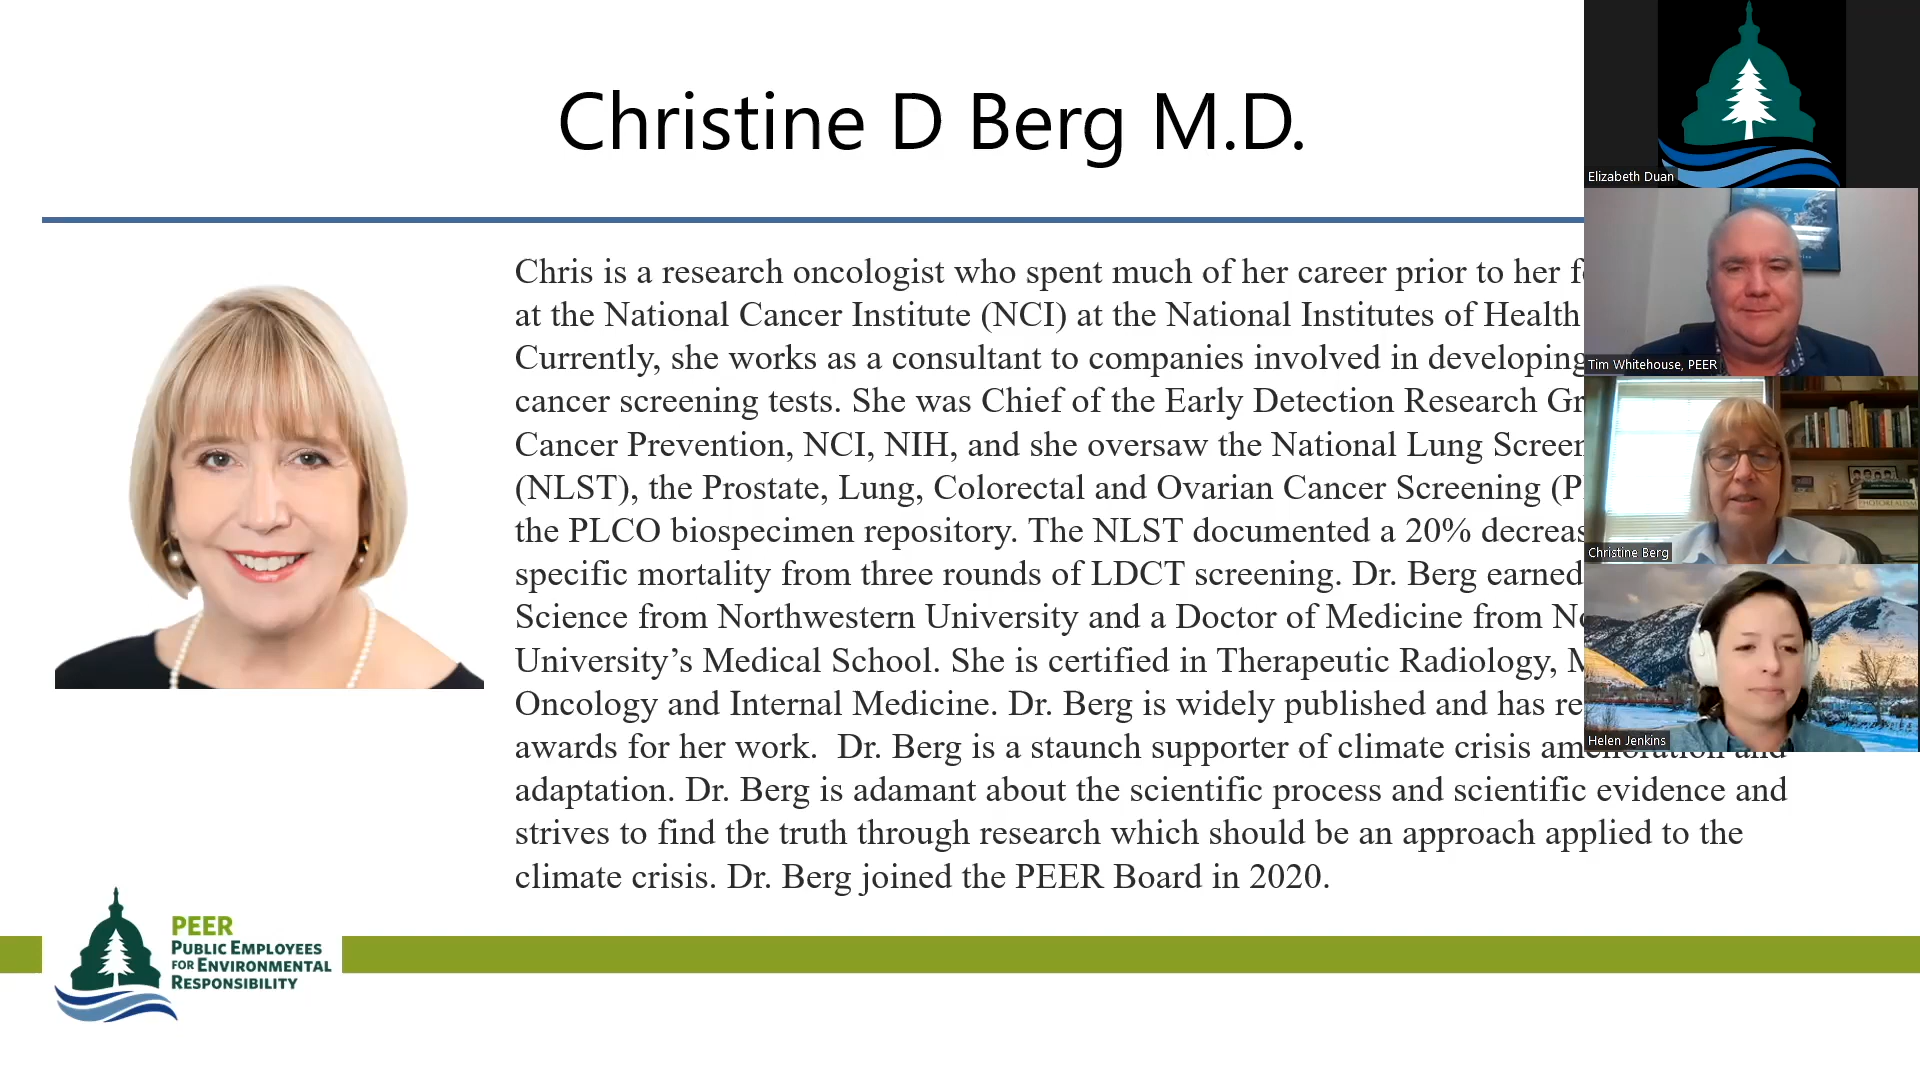 Christine D Berg M.D.
Chris is a research oncologist who spent much of her career prior to her
at the National Cancer Institute (NCI) at the National Institutes of Health
Currently, she works as a consultant to companies involved in developing
cancer screening tests. She was Chief of the Early Detection Research
Cancer Prevention, NCI, NIH, and she oversaw the National Lung
(NLST), the Prostate, Lung, Colorectal and Ovarian Cancer Screening
the PLCO biospecimen repository. The NLST documented a 20%
specific mortality from three rounds of LDCT screening. Dr. Berg earned
Science from Northwestern University and a Doctor of Medicine from
University’s Medical School. She is certified in Therapeutic Radiology,
Oncology and Internal Medicine. Dr. Berg is widely published and has
awards for her work.  Dr. Berg is a staunch supporter of climate crisis amelioration and
adaptation. Dr. Berg is adamant about the scientific process and scientific evidence and
strives to find the truth through research which should be an approach applied to the
climate crisis. Dr. Berg joined the PEER Board in 2020.
PEER
PUBLIC EMPLOYEES
FOR ENVIRONMENTAL
RESPONSIBILITY
Elizabeth Duan
Tim Whitehouse, PEER
Christine Berg
PHOTOREALISM
Helen Jenkins